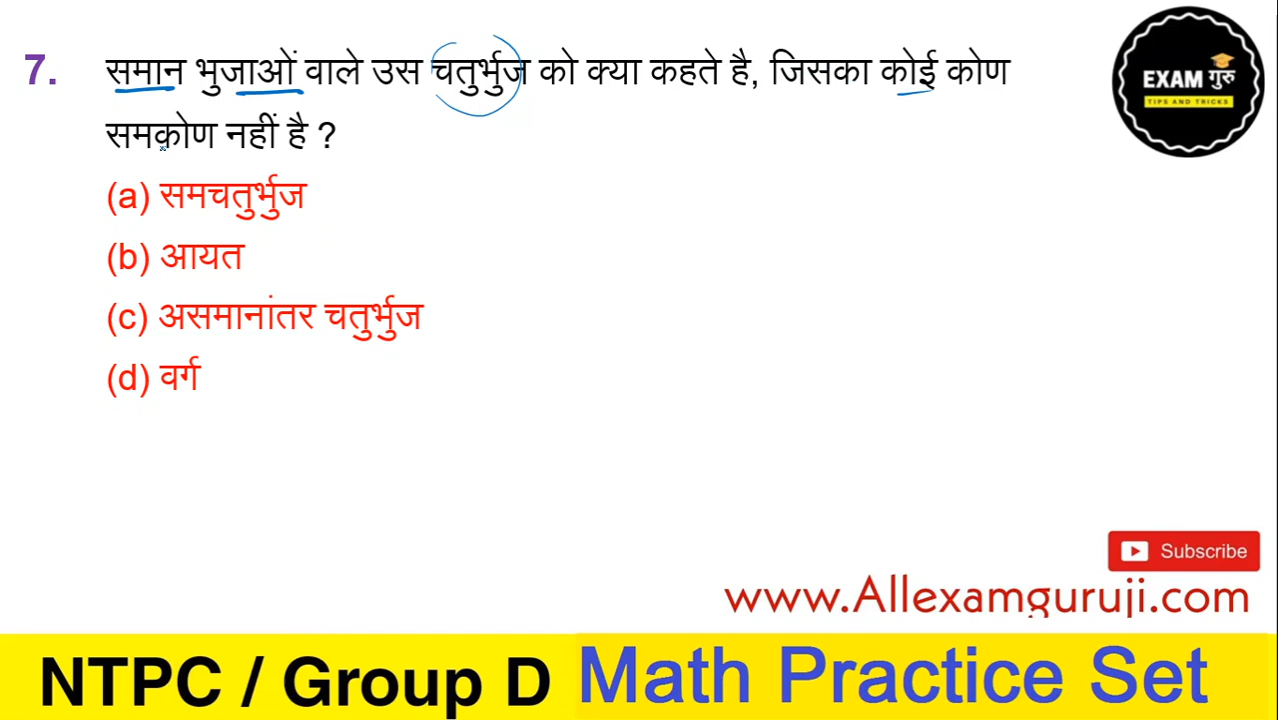 7. समान भुजाओं वाले उस चतुर्भुज को क्या कहते है, जिसका कोई कोण
समकोण नहीं है ?
(a) समचतुर्भुज
(b) आयत
(c) असमानांतर चतुर्भुज
(d) वर्ग
EXAM गुरु
TIPS AND TRICKS
Subscribe
www.Allexamguruji.com
NTPC / Group D Math Practice Set